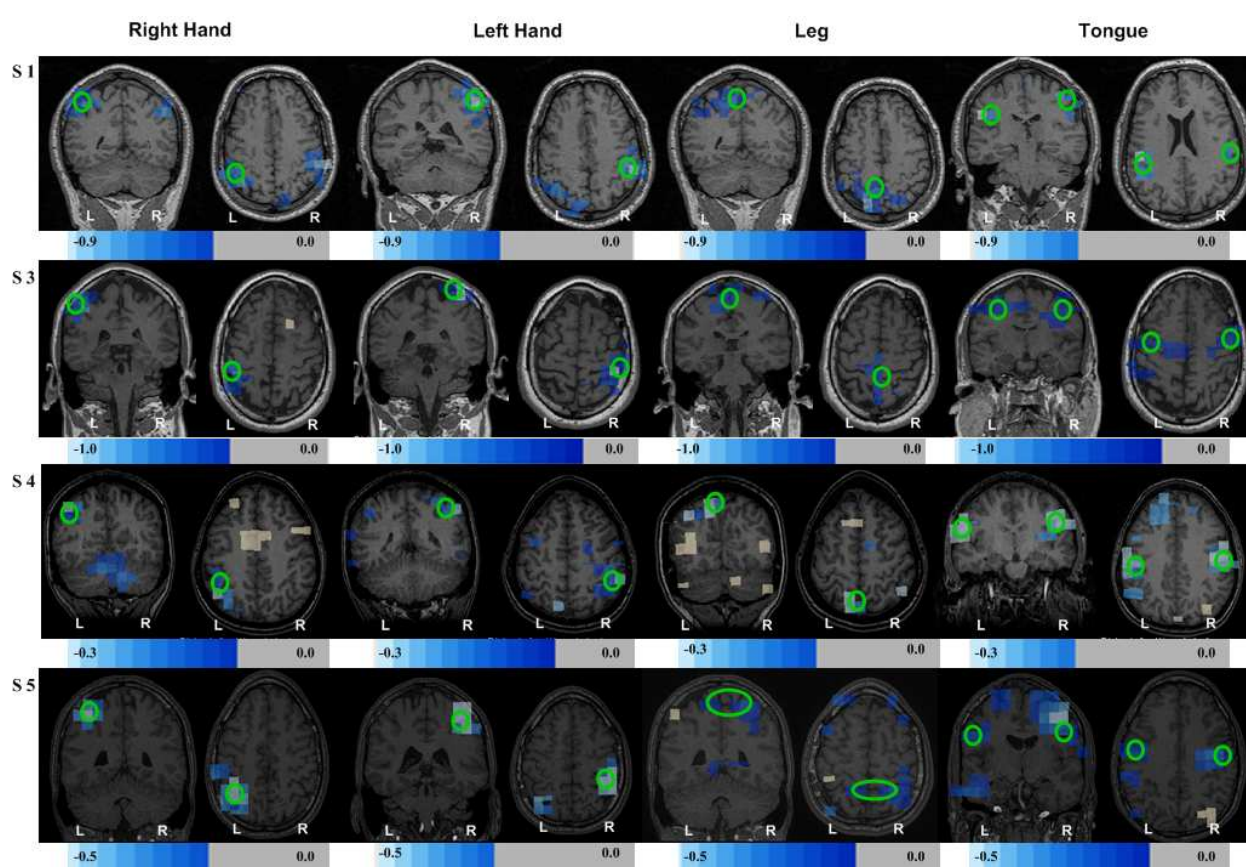 Right Hand Left Hand Leg Tongue
S 1
L R L R L R L R L R L R L R L R
-0.9 0.0 -0.9 0.0 -0.9 0.0 -0.9 0.0
S 3
L R L R L R L R L R L R L R L R
-1.0 0.0 -1.0 0.0 -1.0 0.0 -1.0 0.0
S 4
L R L R L R L R L R L R L R L R
-0.3 0.0 -0.3 0.0 -0.3 0.0 -0.3 0.0
S 5
L R L R L R L R L R L R L R L R
-0.5 0.0 -0.5 0.0 -0.5 0.0 -0.5 0.0